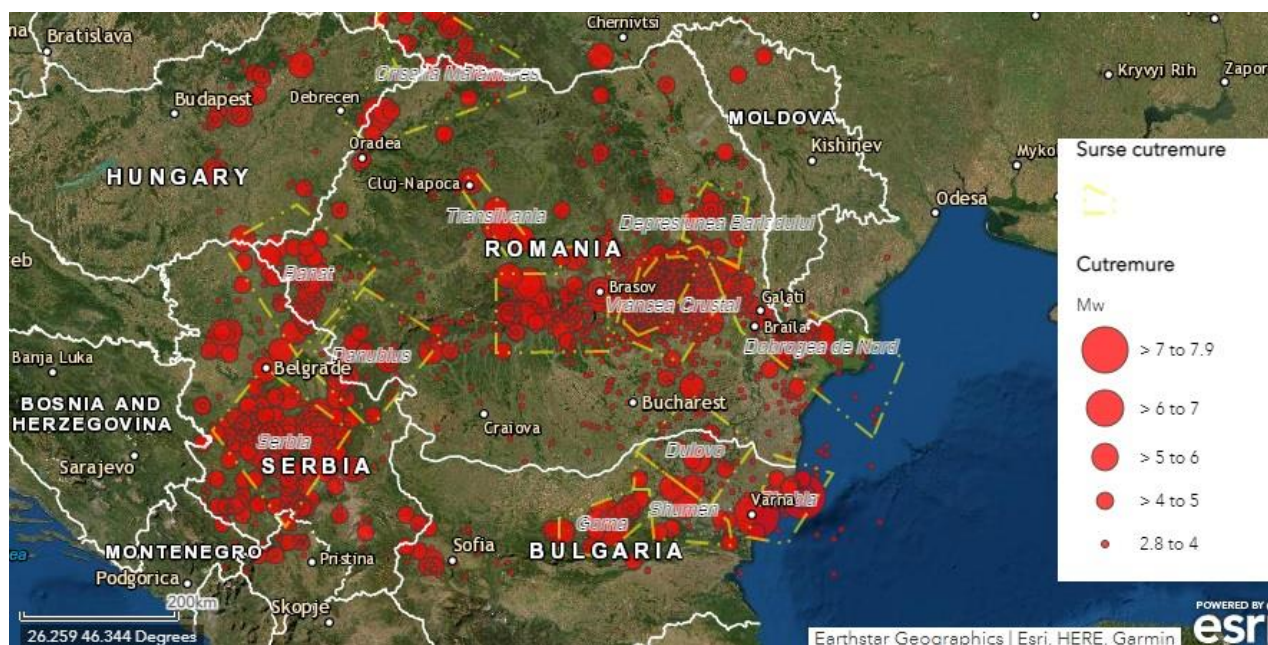 na
Bratislava
Chernivtsi
Kryvyi Rih
Zapor
Crisana Maramures
Budapest
Debrecen
MOLDOVA
Oradea
Kishinev
Myko
HUNGARY
Cluj-Napoca
Transilvania
Depresiunea Barladului
Odesa
ROMANIA
eb
Banat
Brasov
Vrancea Crustal
Galati
Braila
Banja Luka
Danubius
Dobrogea de Nord
Belgrade
BOSNIA AND
HERZEGOVINA
Bucharest
Craiova
Serbia
Dulovo
Sarajevo
SERBIA
Varna
Shumen
Gorna
MONTENEGRO
Pristina
Sofia
BULGARIA
ea
Podgorica
200km
Skopje
26.259 46.344 Degrees
Surse cutremure
Cutremure
Mw
> 7 to 7.9
> 6 to 7
> 5 to 6
> 4 to 5
2.8 to 4
Earthstar Geographics | Esri, HERE, Garmin
POWERED BY
esri